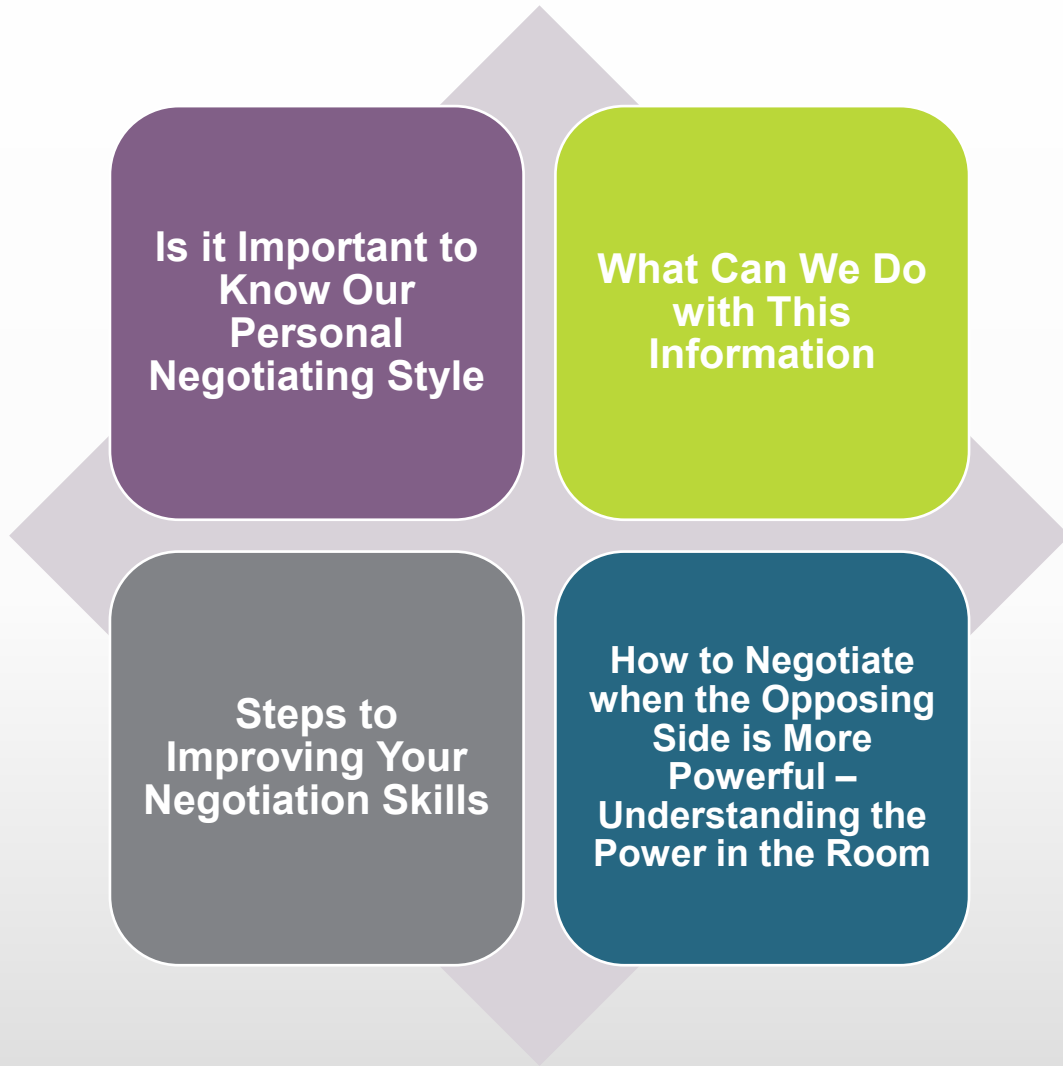 Is it Important to
Know Our
Personal
Negotiating Style
What Can We Do
with This
Information
Steps to
Improving Your
Negotiation Skills
How to Negotiate
when the Opposing
Side is More
Powerful –
Understanding the
Power in the Room